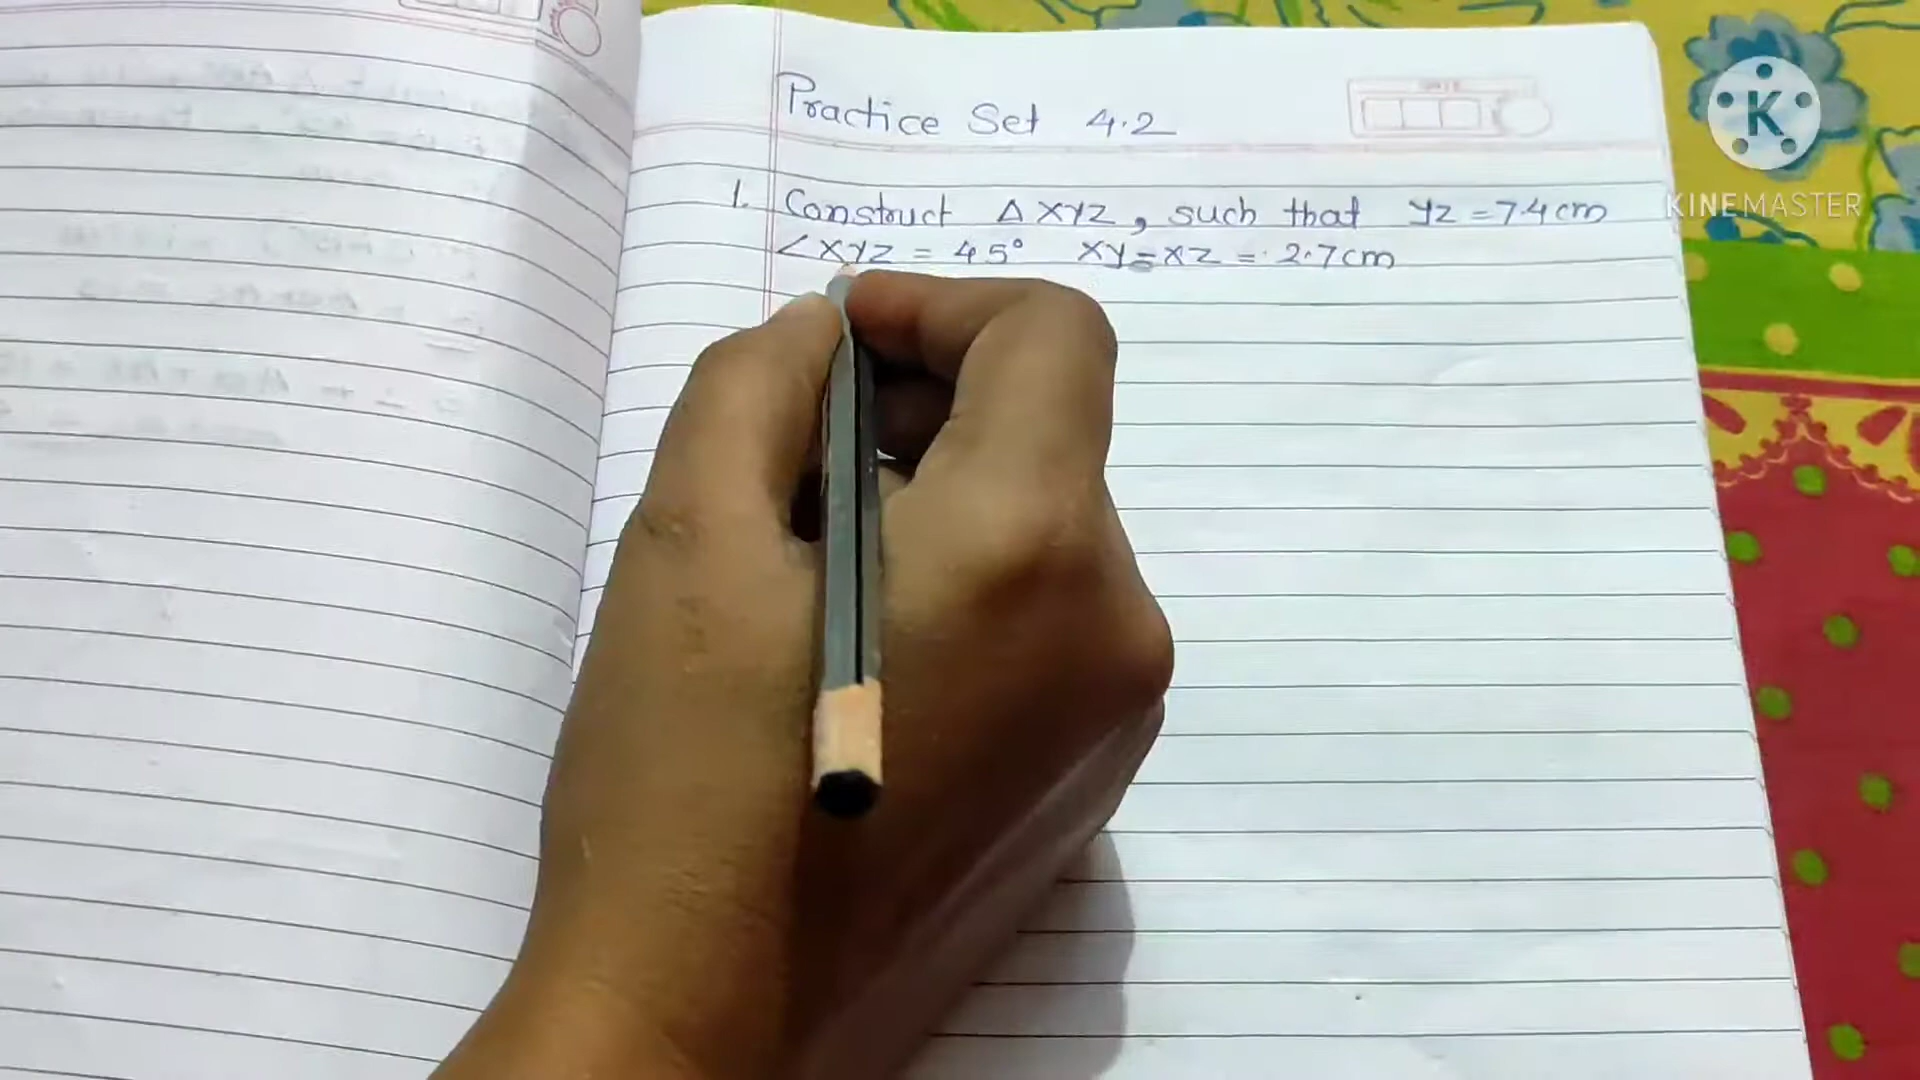 Practice Set 4.2
1. Construct Δ XYZ, such that YZ = 7.4 cm
∠XYZ = 45° XY - XZ = 2.7 cm
K
KINEMASTER